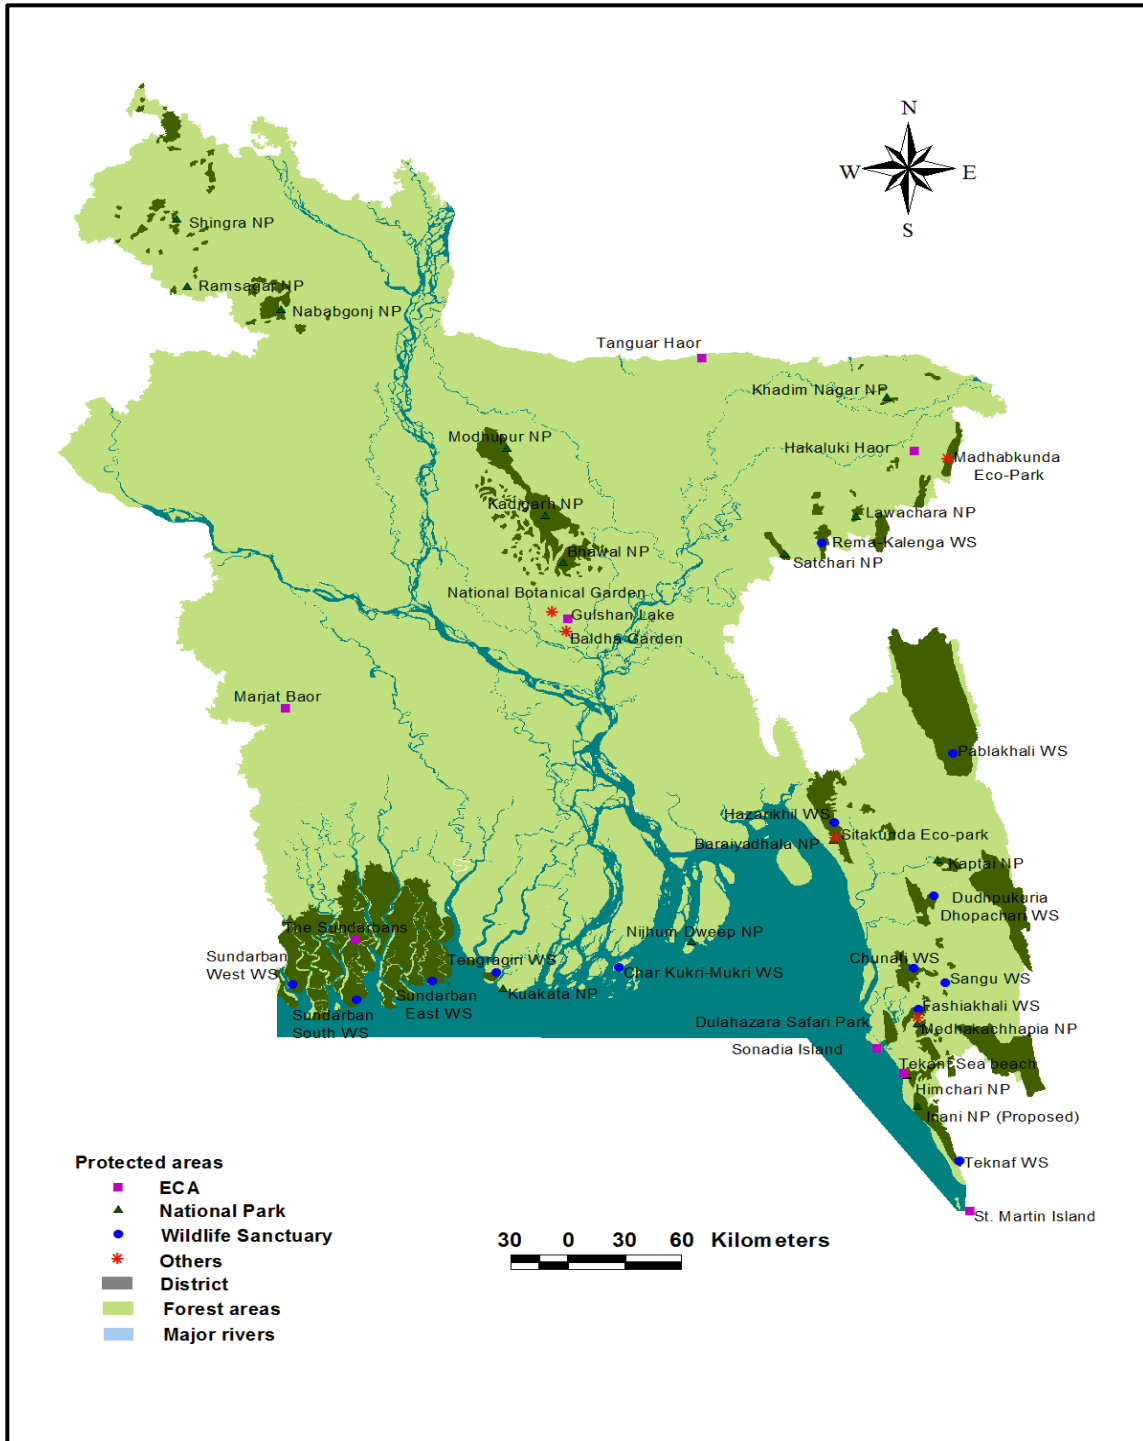 N
W
E
S
Shingra NP
Ramsagar NP
Nababgonj NP
Tanguar Haor
Khadim Nagar NP
Modhupur NP
Hakaluki Haor
Madhabkunda
Eco-Park
Kadigarh NP
Lawachara NP
Rema-Kalenga WS
Bhawal NP
Satchari NP
National Botanical Garden
Gulshan Lake
Baldha Garden
Marjat Baor
Pablakhali WS
Hazarikhil WS
Sitakunda Eco-park
Baraiyadhala NP
Kaptai NP
Dudhpukuria
Dhopachari WS
The Sundarbans
Nijhum Dweep NP
Sundarban
West WS
Tengragiri WS
Chunati WS
Char Kukri-Mukri WS
Sangu WS
Sundarban
East WS
Kuakata NP
Fashiakhali WS
Sundarban
South WS
Dulahazara Safari Park
Medhakachhapia NP
Sonadia Island
Tekant Sea beach
Himchari NP
Inani NP (Proposed)
Teknaf WS
St. Martin Island
Protected areas
ECA
National Park
Wildlife Sanctuary
Others
District
Forest areas
Major rivers
30 0 30 60 Kilometers